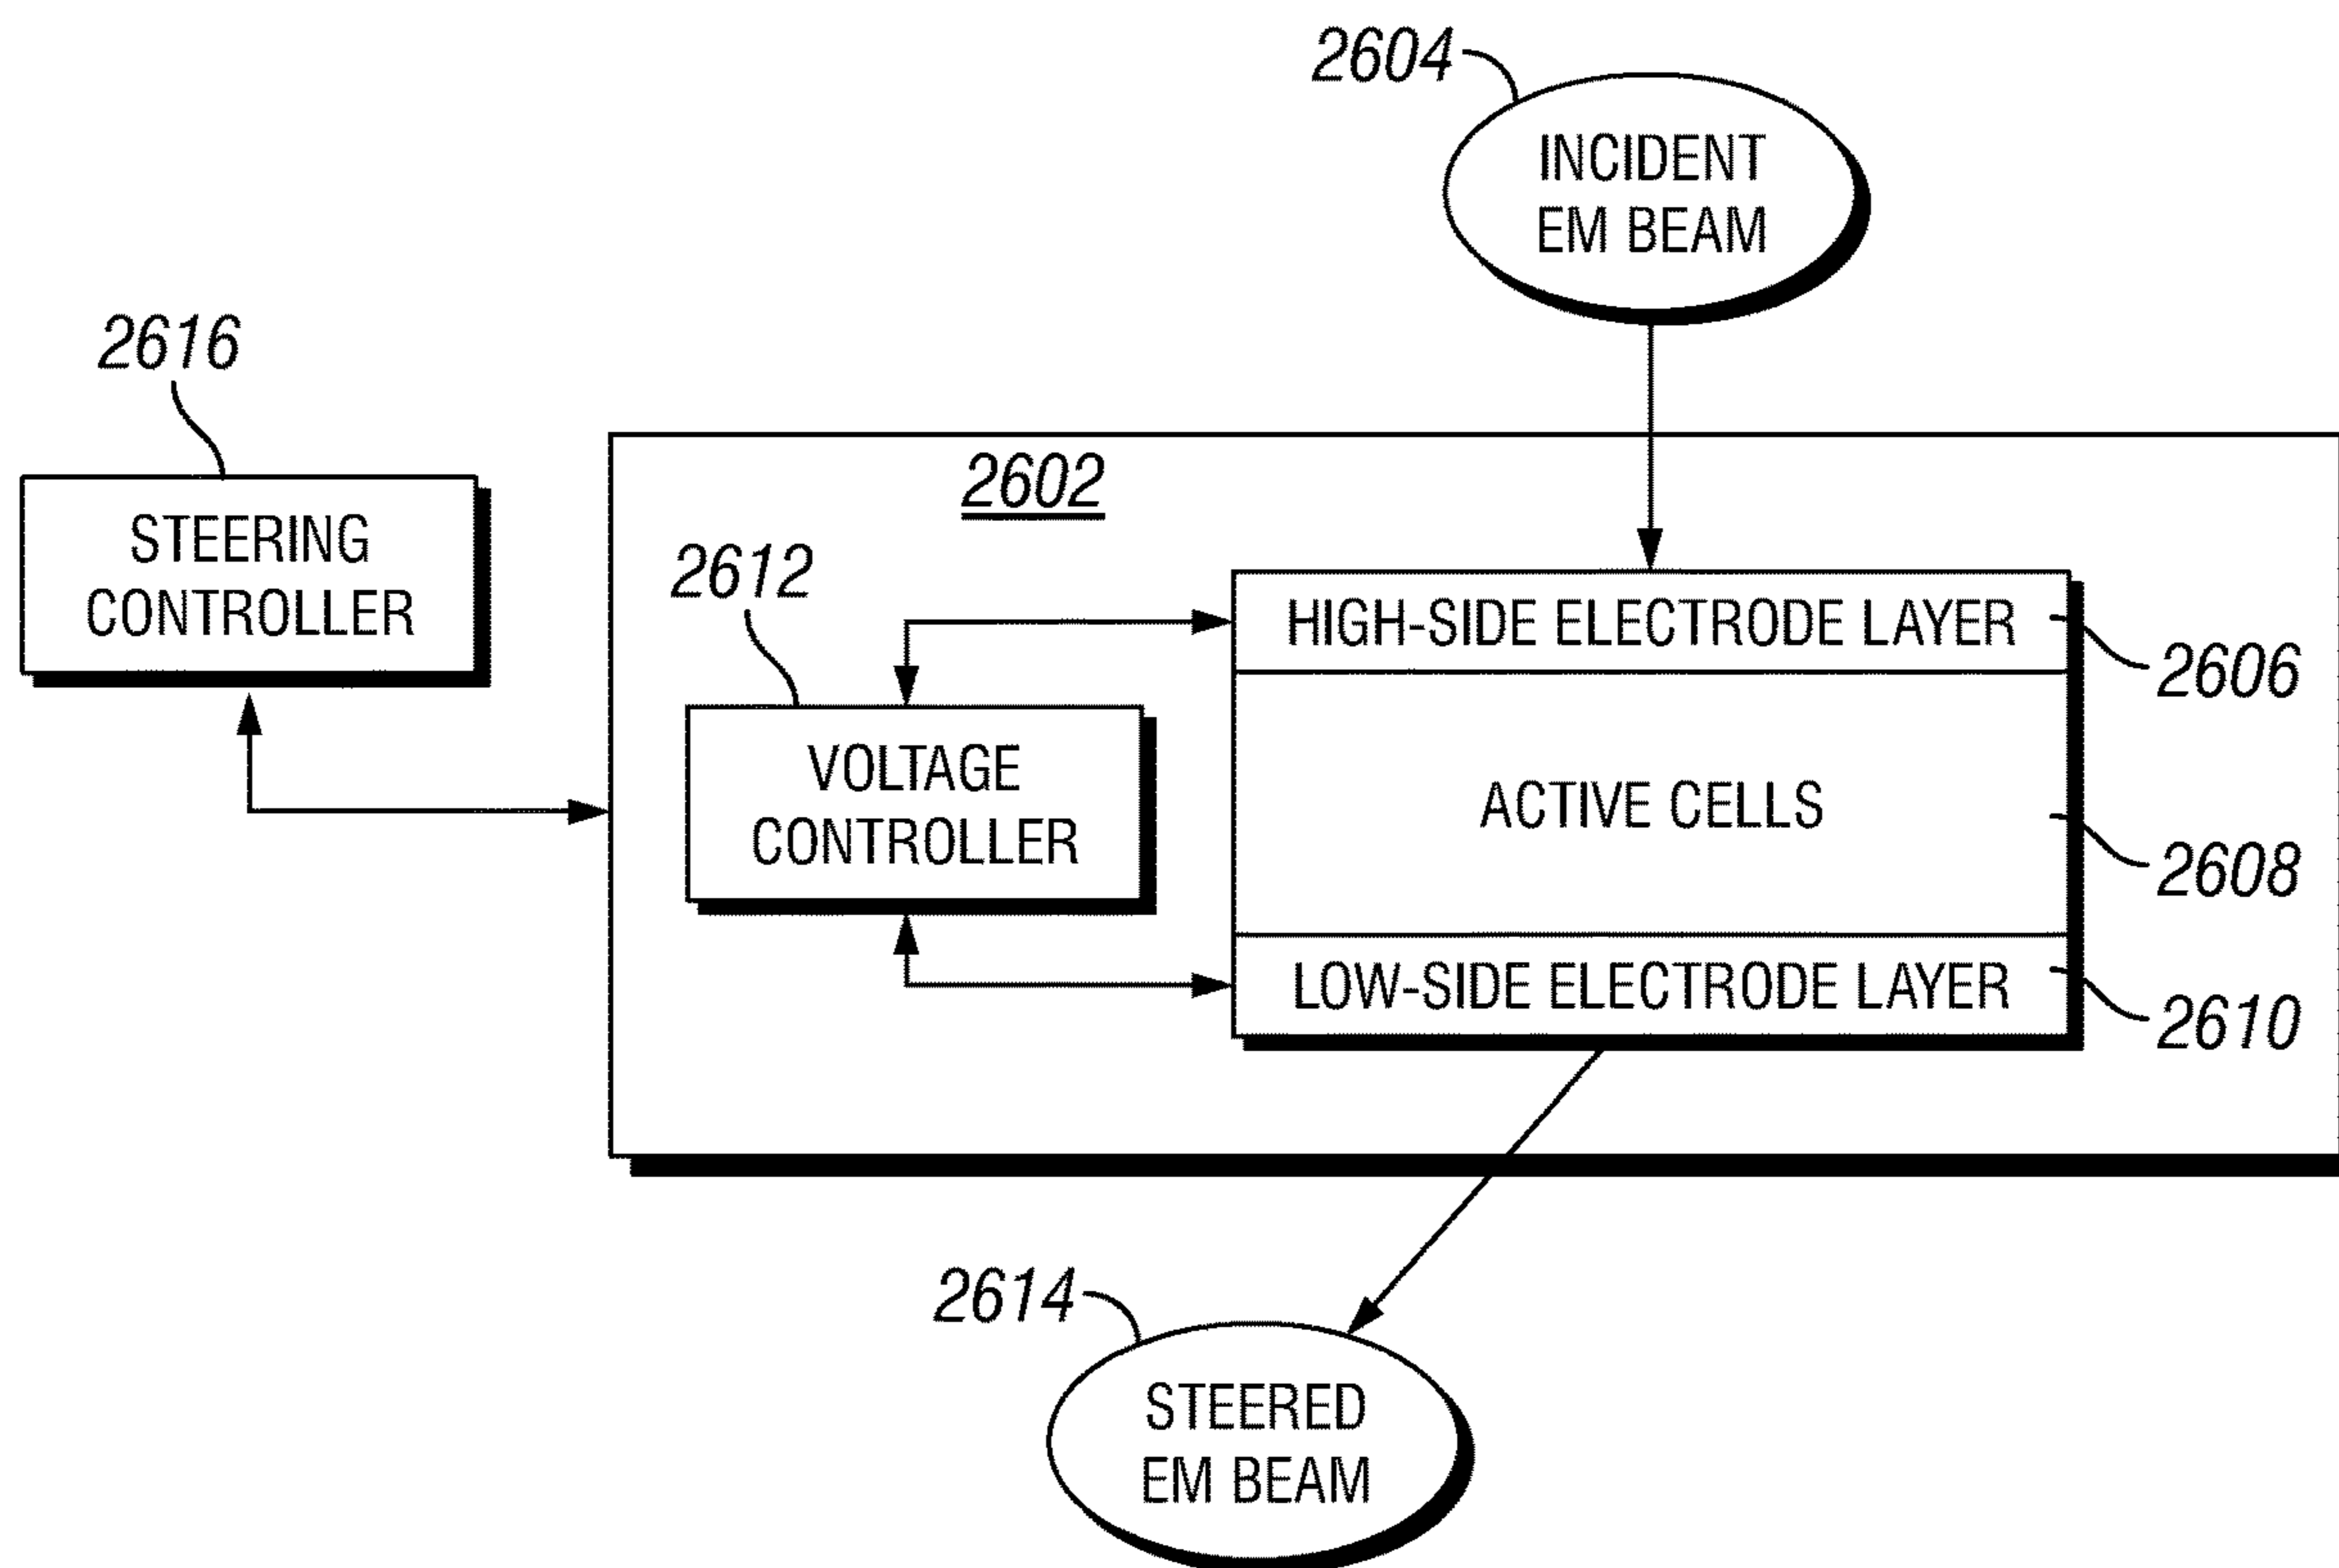 2604
INCIDENT
EM BEAM
2616
STEERING
CONTROLLER
2602
2612
VOLTAGE
CONTROLLER
HIGH-SIDE ELECTRODE LAYER
2606
ACTIVE CELLS
2608
LOW-SIDE ELECTRODE LAYER
2610
2614
STEERED
EM BEAM